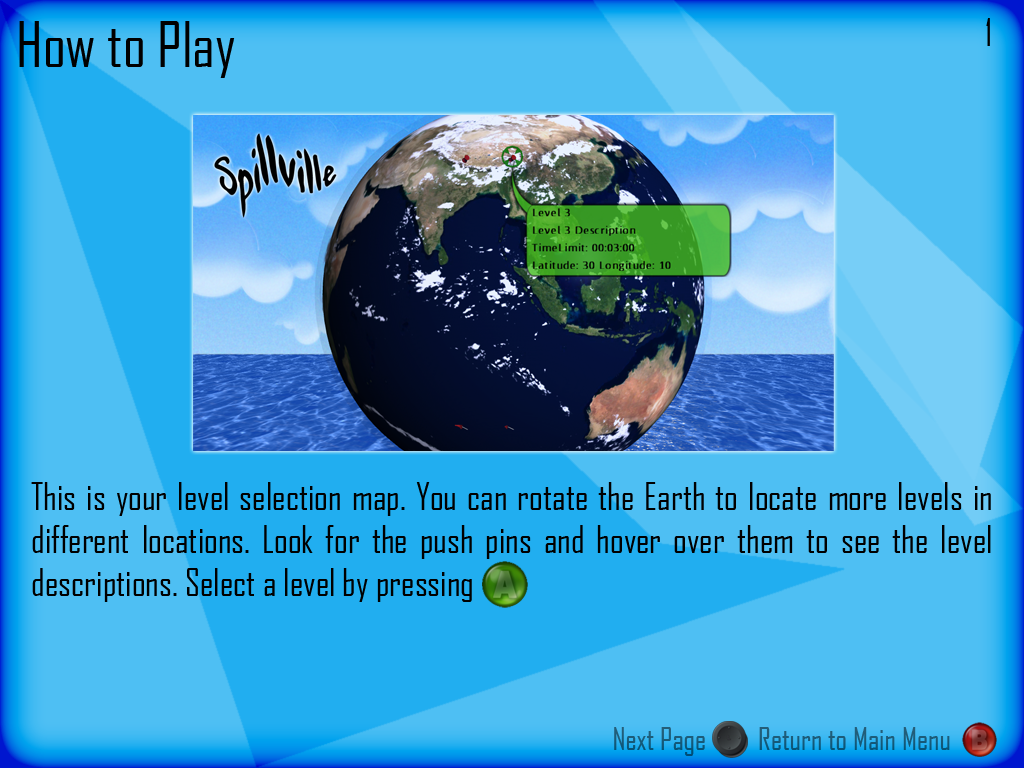 How to Play
1
Spillville
Level 3
Level 3 Description
TimeLimit: 00:03:00
Latitude: 30 Longitude: 10
This is your level selection map. You can rotate the Earth to locate more levels in
different locations. Look for the push pins and hover over them to see the level
descriptions. Select a level by pressing A
Next Page Return to Main Menu B